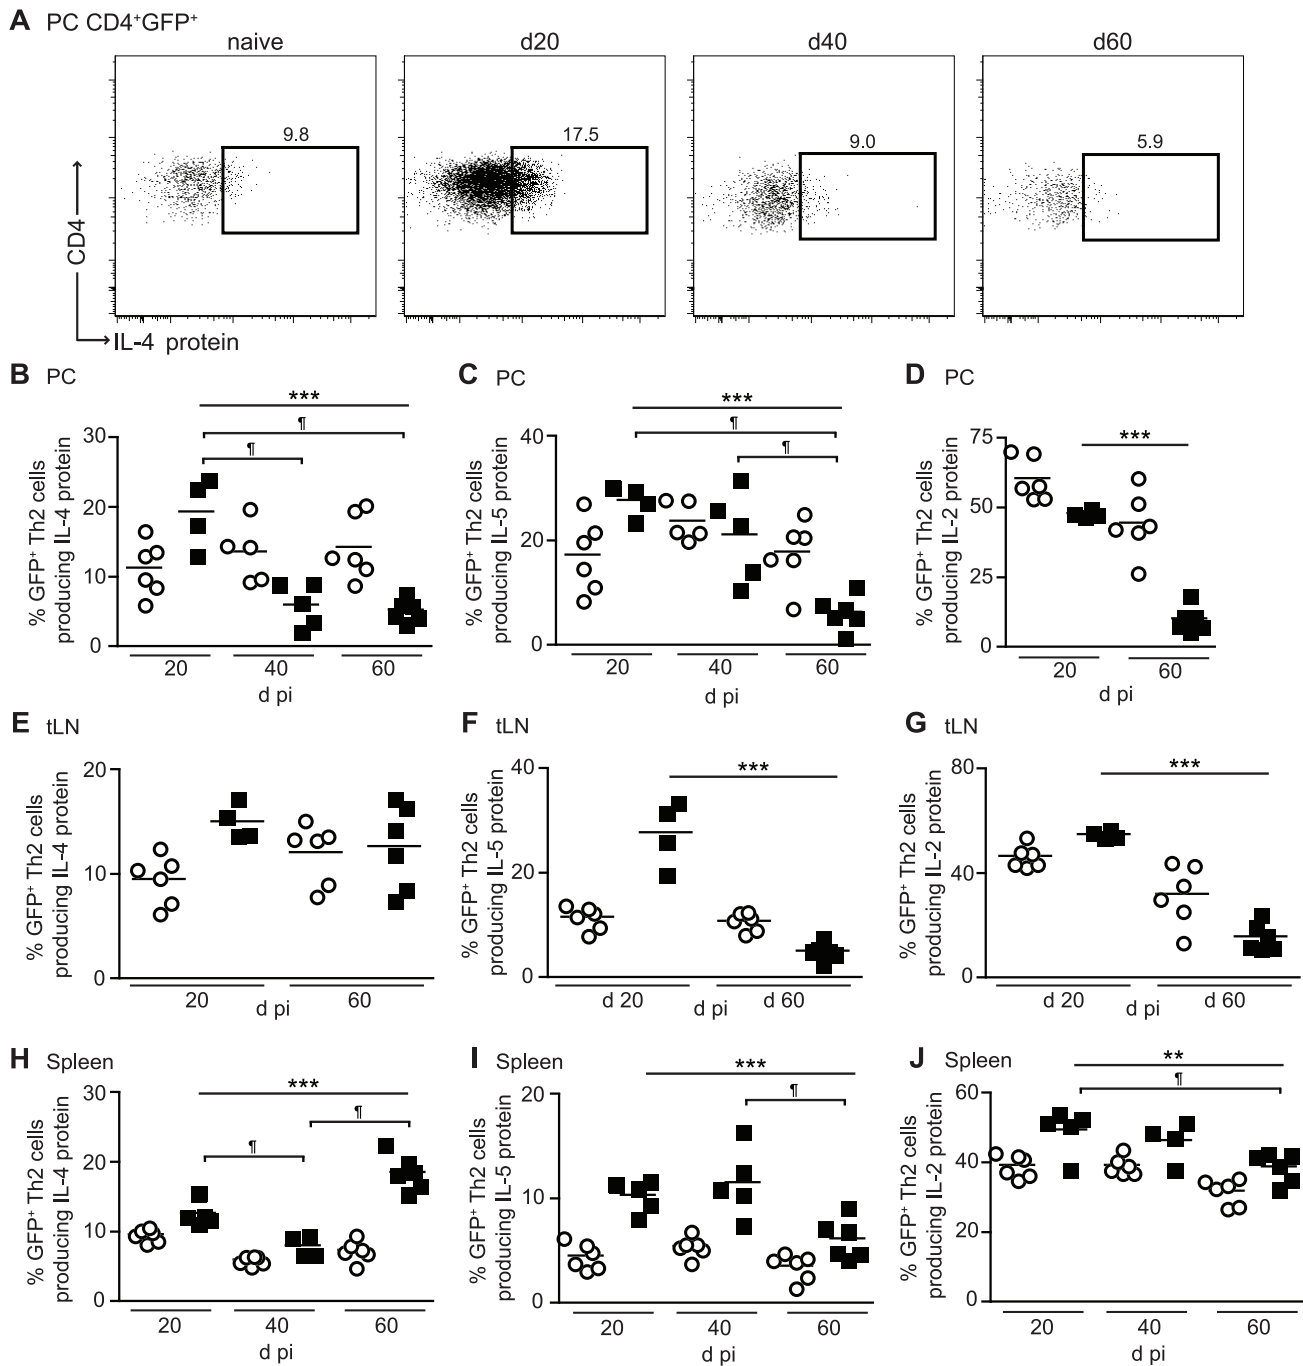 A PC CD4⁺GFP⁺
naive d20 d40 d60
9.8 17.5 9.0 5.9
CD4
IL-4 protein
B PC
% GFP⁺ Th2 cells
producing IL-4 protein
***
¶
¶
30
20
10
0
20 40 60
d pi
C PC
% GFP⁺ Th2 cells
producing IL-5 protein
***
¶
¶
40
20
0
20 40 60
d pi
D PC
% GFP⁺ Th2 cells
producing IL-2 protein
***
75
50
25
0
20 60
d pi
E tLN
% GFP⁺ Th2 cells
producing IL-4 protein
20
10
0
20 60
d pi
F tLN
% GFP⁺ Th2 cells
producing IL-5 protein
***
40
20
0
d 20 d 60
d pi
G tLN
% GFP⁺ Th2 cells
producing IL-2 protein
***
80
40
0
d 20 d 60
d pi
H Spleen
% GFP⁺ Th2 cells
producing IL-4 protein
***
¶
¶
30
20
10
0
20 40 60
d pi
I Spleen
% GFP⁺ Th2 cells
producing IL-5 protein
***
¶
20
10
0
20 40 60
d pi
J Spleen
% GFP⁺ Th2 cells
producing IL-2 protein
**
¶
60
40
20
0
20 40 60
d pi